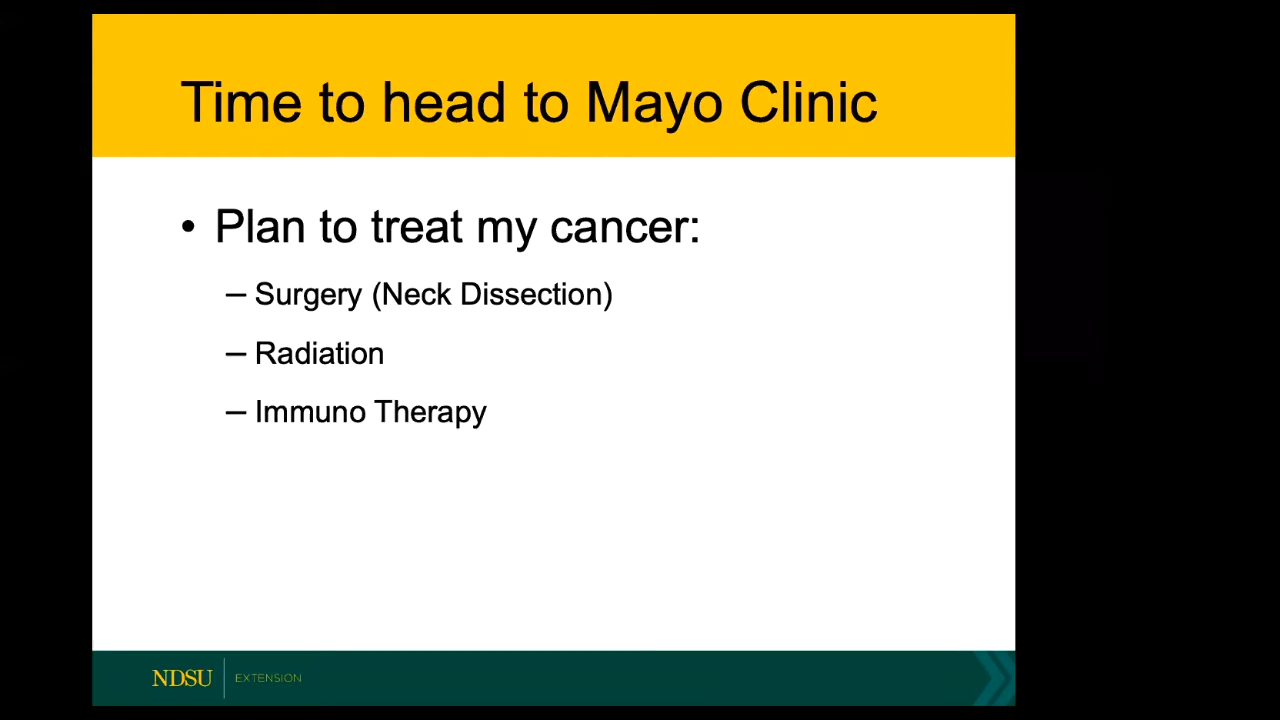 Time to head to Mayo Clinic
• Plan to treat my cancer:
– Surgery (Neck Dissection)
– Radiation
– Immuno Therapy
NDSU EXTENSION